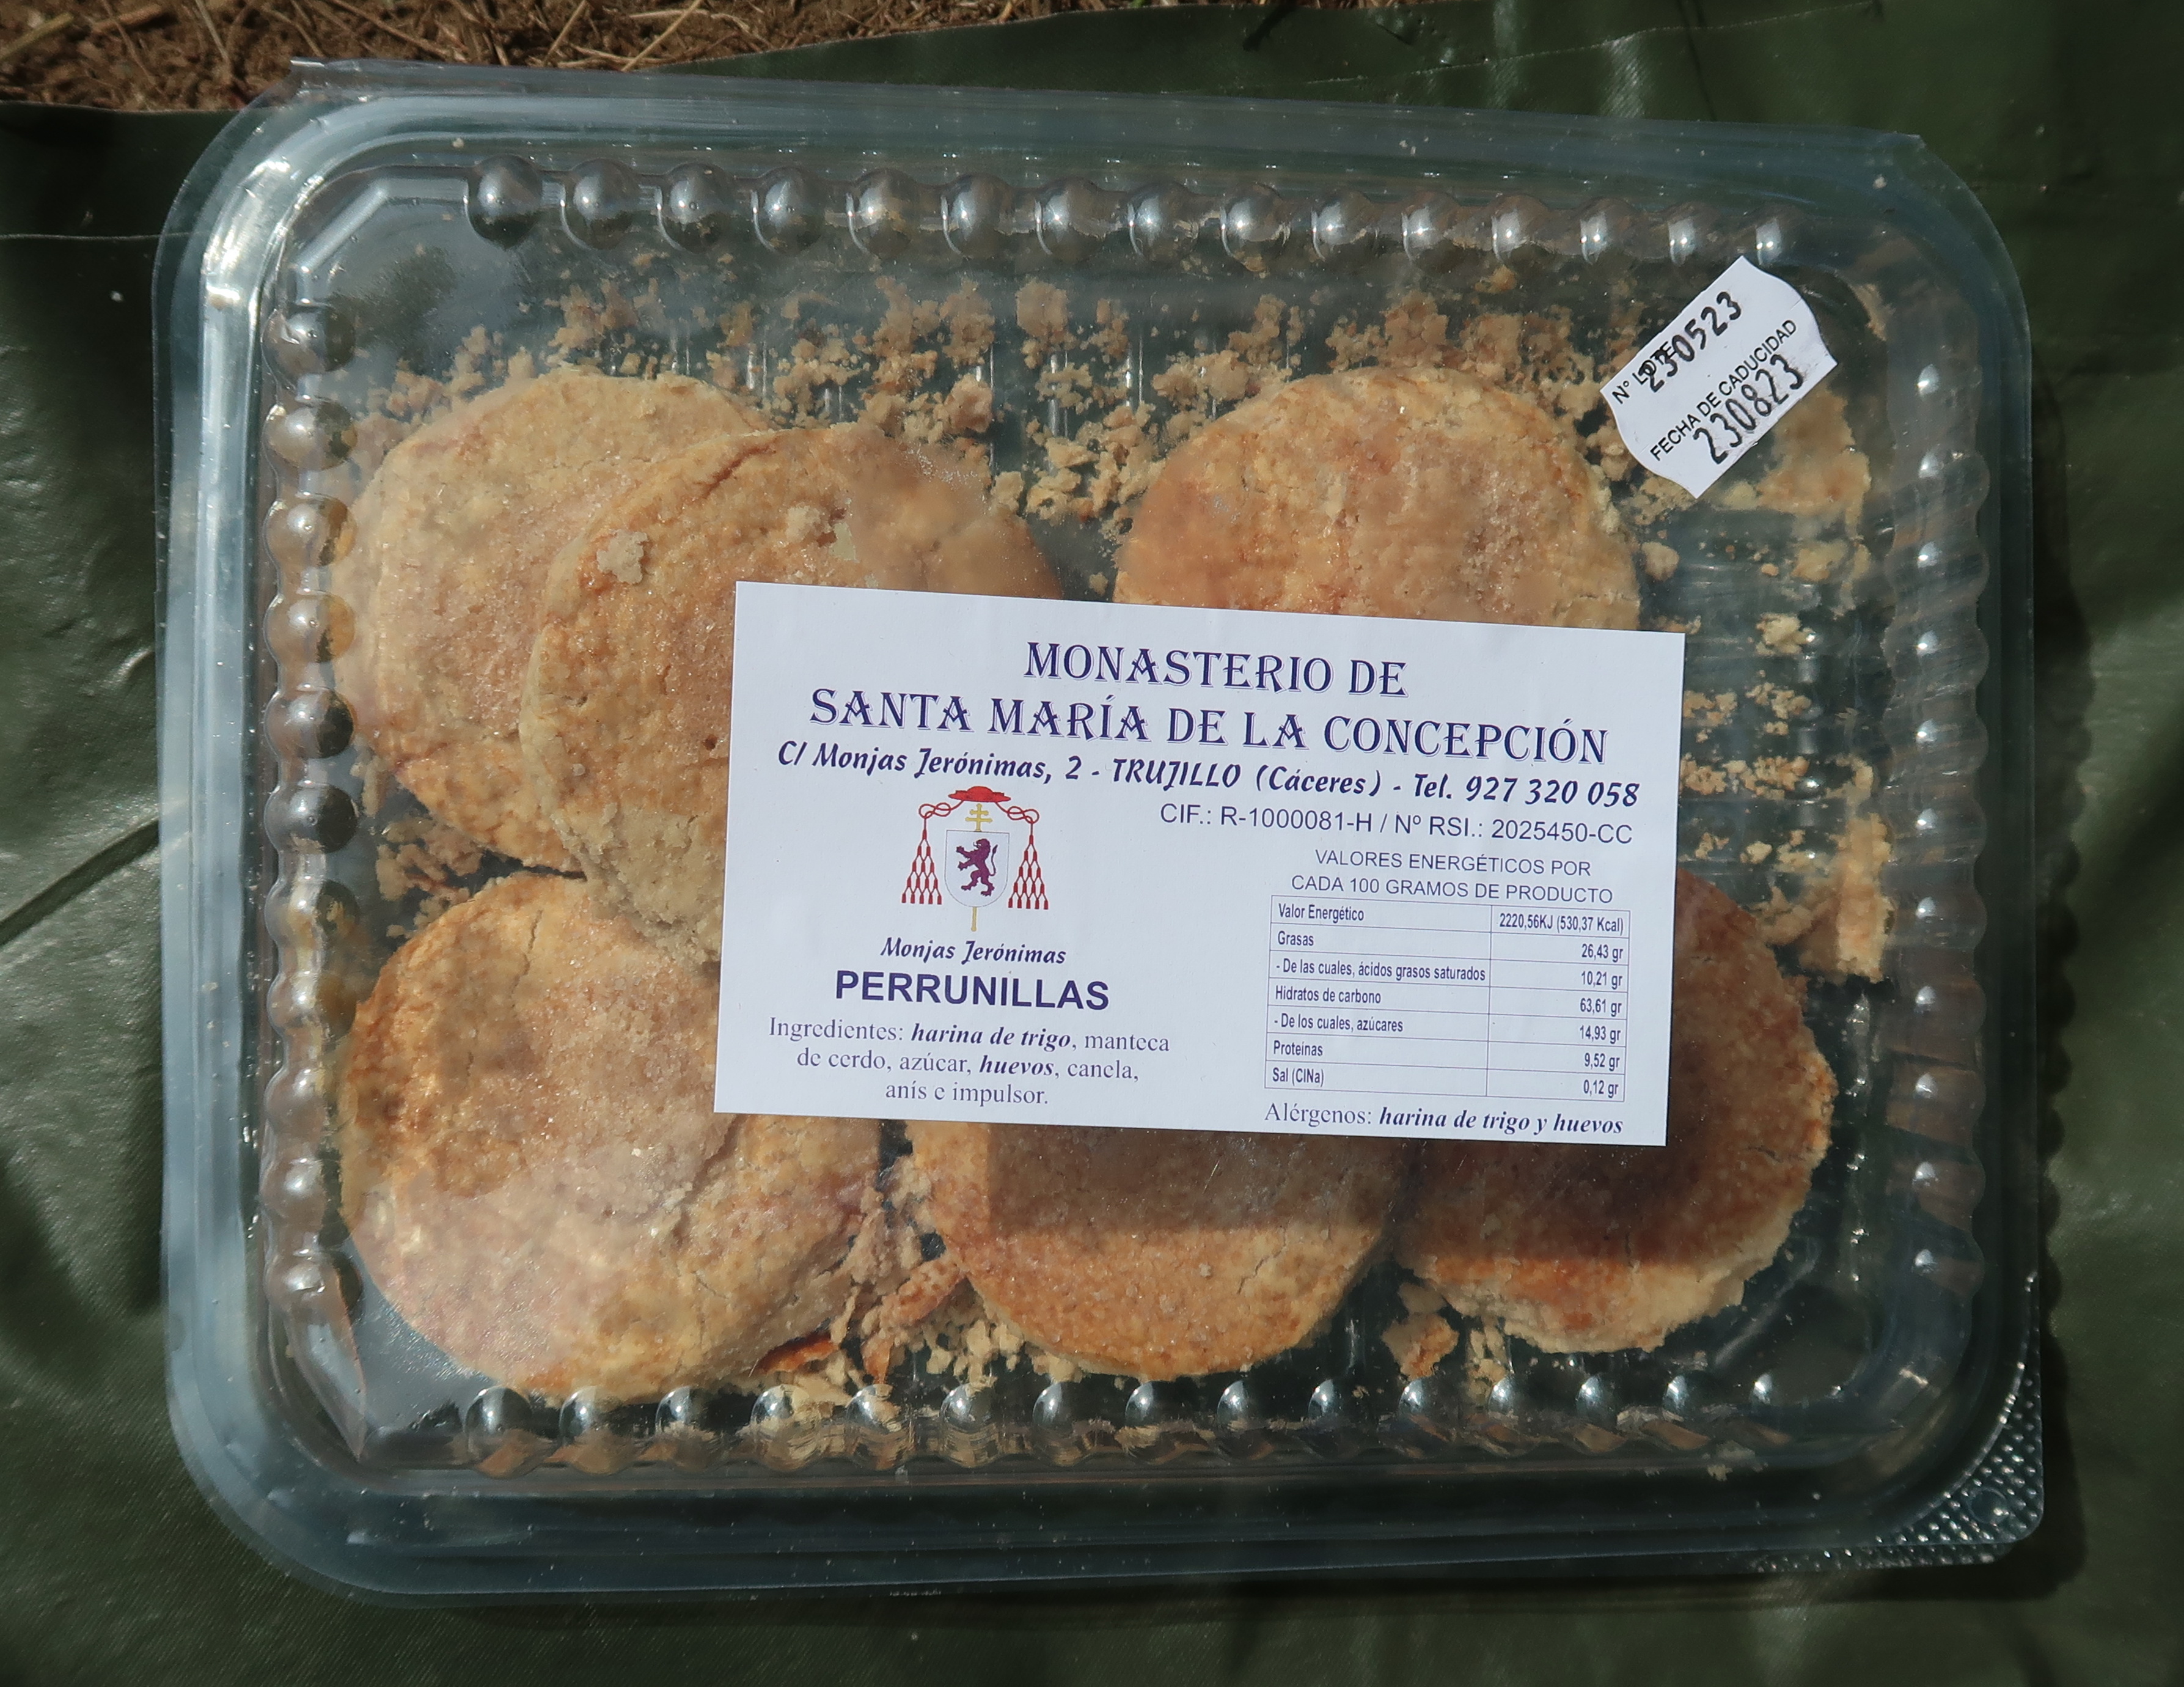 Nº LOTE
230523
FECHA DE CADUCIDAD
230823
MONASTERIO DE
SANTA MARÍA DE LA CONCEPCIÓN
C/ Monjas Jerónimas, 2 - TRUJILLO (Cáceres) - Tel. 927 320 058
CIF.: R-1000081-H / Nº RSI.: 2025450-CC
Monjas Jerónimas
PERRUNILLAS
Ingredientes: harina de trigo, manteca
de cerdo, azúcar, huevos, canela,
anís e impulsor.
VALORES ENERGÉTICOS POR
CADA 100 GRAMOS DE PRODUCTO
Valor Energético 2220,56KJ (530,37 Kcal)
Grasas 26,43 gr
- De las cuales, ácidos grasos saturados 10,21 gr
Hidratos de carbono 63,61 gr
- De los cuales, azúcares 14,93 gr
Proteinas 9,52 gr
Sal (ClNa) 0,12 gr
Alérgenos: harina de trigo y huevos